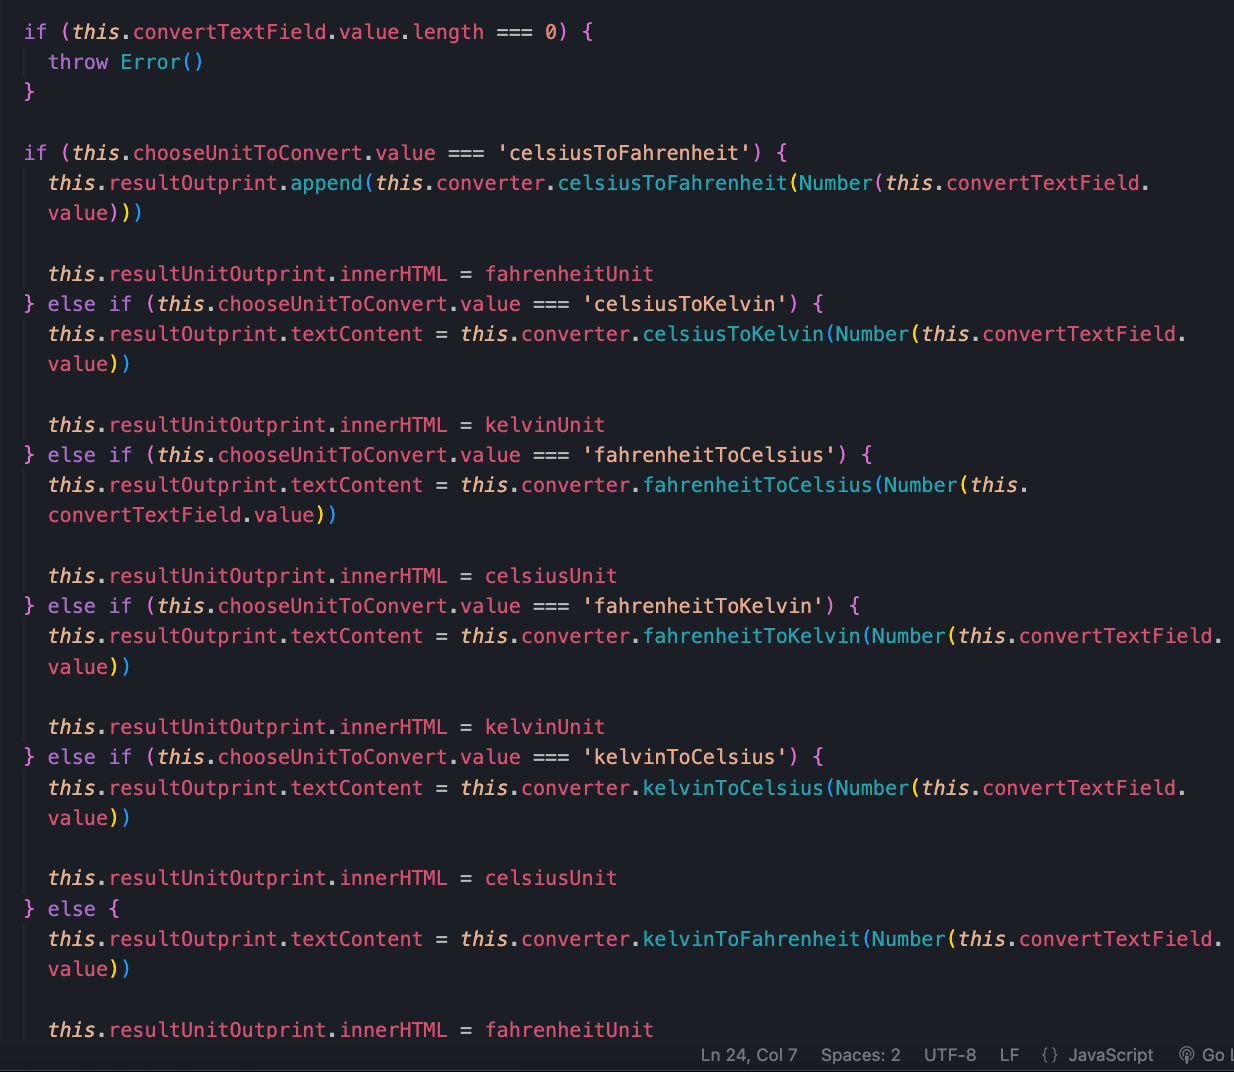 if (this.convertTextField.value.length === 0) {
throw Error()
}
if (this.chooseUnitToConvert.value === 'celsiusToFahrenheit') {
this.resultOutprint.append(this.converter.celsiusToFahrenheit(Number(this.convertTextField.
value)))
this.resultUnitOutprint.innerHTML = fahrenheitUnit
} else if (this.chooseUnitToConvert.value === 'celsiusToKelvin') {
this.resultOutprint.textContent = this.converter.celsiusToKelvin(Number(this.convertTextField.
value))
this.resultUnitOutprint.innerHTML = kelvinUnit
} else if (this.chooseUnitToConvert.value === 'fahrenheitToCelsius') {
this.resultOutprint.textContent = this.converter.fahrenheitToCelsius(Number(this.
convertTextField.value))
this.resultUnitOutprint.innerHTML = celsiusUnit
} else if (this.chooseUnitToConvert.value === 'fahrenheitToKelvin') {
this.resultOutprint.textContent = this.converter.fahrenheitToKelvin(Number(this.convertTextField.
value))
this.resultUnitOutprint.innerHTML = kelvinUnit
} else if (this.chooseUnitToConvert.value === 'kelvinToCelsius') {
this.resultOutprint.textContent = this.converter.kelvinToCelsius(Number(this.convertTextField.
value))
this.resultUnitOutprint.innerHTML = celsiusUnit
} else {
this.resultOutprint.textContent = this.converter.kelvinToFahrenheit(Number(this.convertTextField.
value))
this.resultUnitOutprint.innerHTML = fahrenheitUnit
Ln 24, Col 7 Spaces: 2 UTF-8 LF {} JavaScript Go